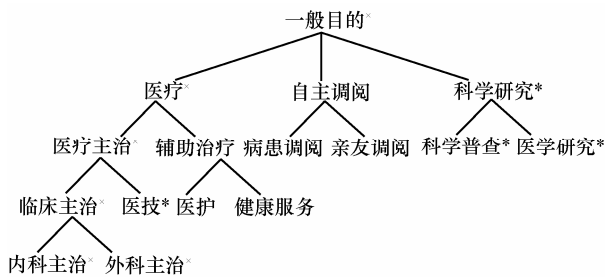 一般目的×
医疗× 自主调阅 科学研究*
医疗主治× 辅助治疗 病患调阅 亲友调阅 科学普查* 医学研究*
临床主治× 医技* 医护 健康服务
内科主治× 外科主治×